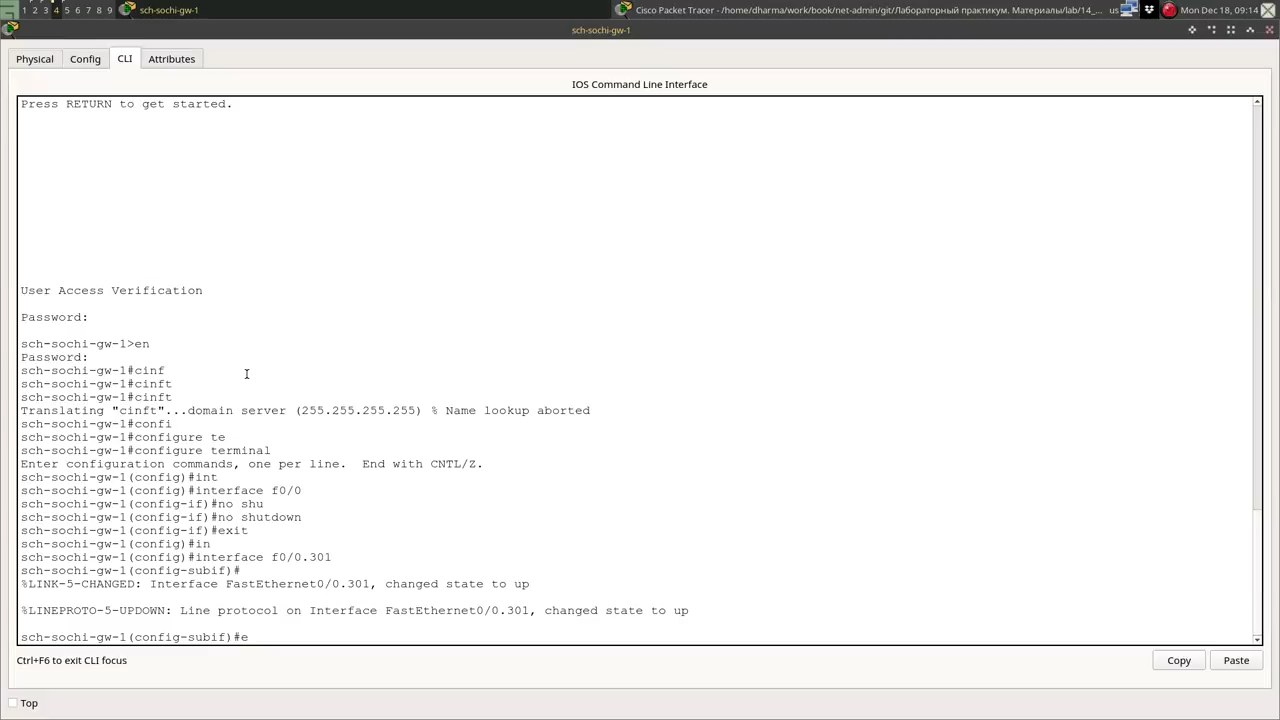 1 2 3 4 5 6 7 8 9
sch-sochi-gw-1
Cisco Packet Tracer - /home/dharma/work/book/net-admin/git/Лабораторный практикум. Материалы/lab/14_...
us
Mon Dec 18, 09:14
sch-sochi-gw-1
Physical
Config
CLI
Attributes
IOS Command Line Interface
Press RETURN to get started.
User Access Verification
Password:
sch-sochi-gw-1>en
Password:
sch-sochi-gw-1#cinf
sch-sochi-gw-1#cinft
sch-sochi-gw-1#cinft
Translating "cinft"...domain server (255.255.255.255) % Name lookup aborted
sch-sochi-gw-1#confi
sch-sochi-gw-1#configure te
sch-sochi-gw-1#configure terminal
Enter configuration commands, one per line.  End with CNTL/Z.
sch-sochi-gw-1(config)#int
sch-sochi-gw-1(config)#interface f0/0
sch-sochi-gw-1(config-if)#no shu
sch-sochi-gw-1(config-if)#no shutdown
sch-sochi-gw-1(config-if)#exit
sch-sochi-gw-1(config)#in
sch-sochi-gw-1(config)#interface f0/0.301
sch-sochi-gw-1(config-subif)#
%LINK-5-CHANGED: Interface FastEthernet0/0.301, changed state to up
%LINEPROTO-5-UPDOWN: Line protocol on Interface FastEthernet0/0.301, changed state to up
sch-sochi-gw-1(config-subif)#e
Ctrl+F6 to exit CLI focus
Copy
Paste
Top